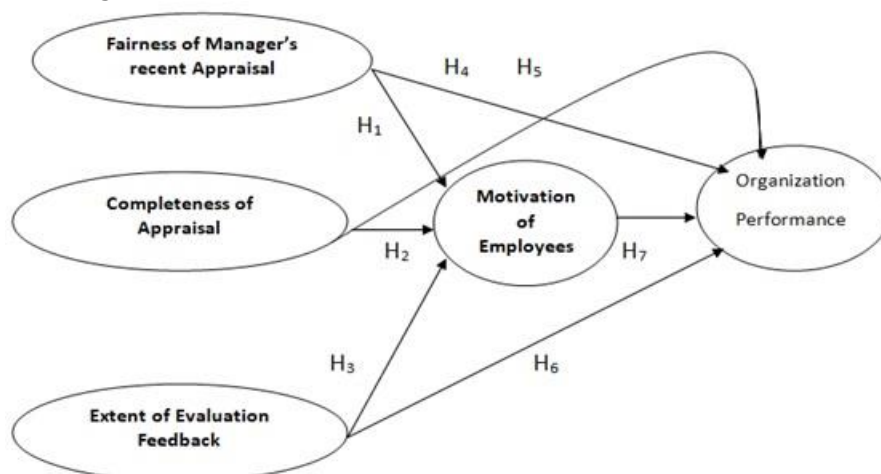 Fairness of Manager's
recent Appraisal
H4
H5
H1
Completeness of
Appraisal
H2
Motivation
of
Employees
H7
Organization
Performance
H3
H6
Extent of Evaluation
Feedback